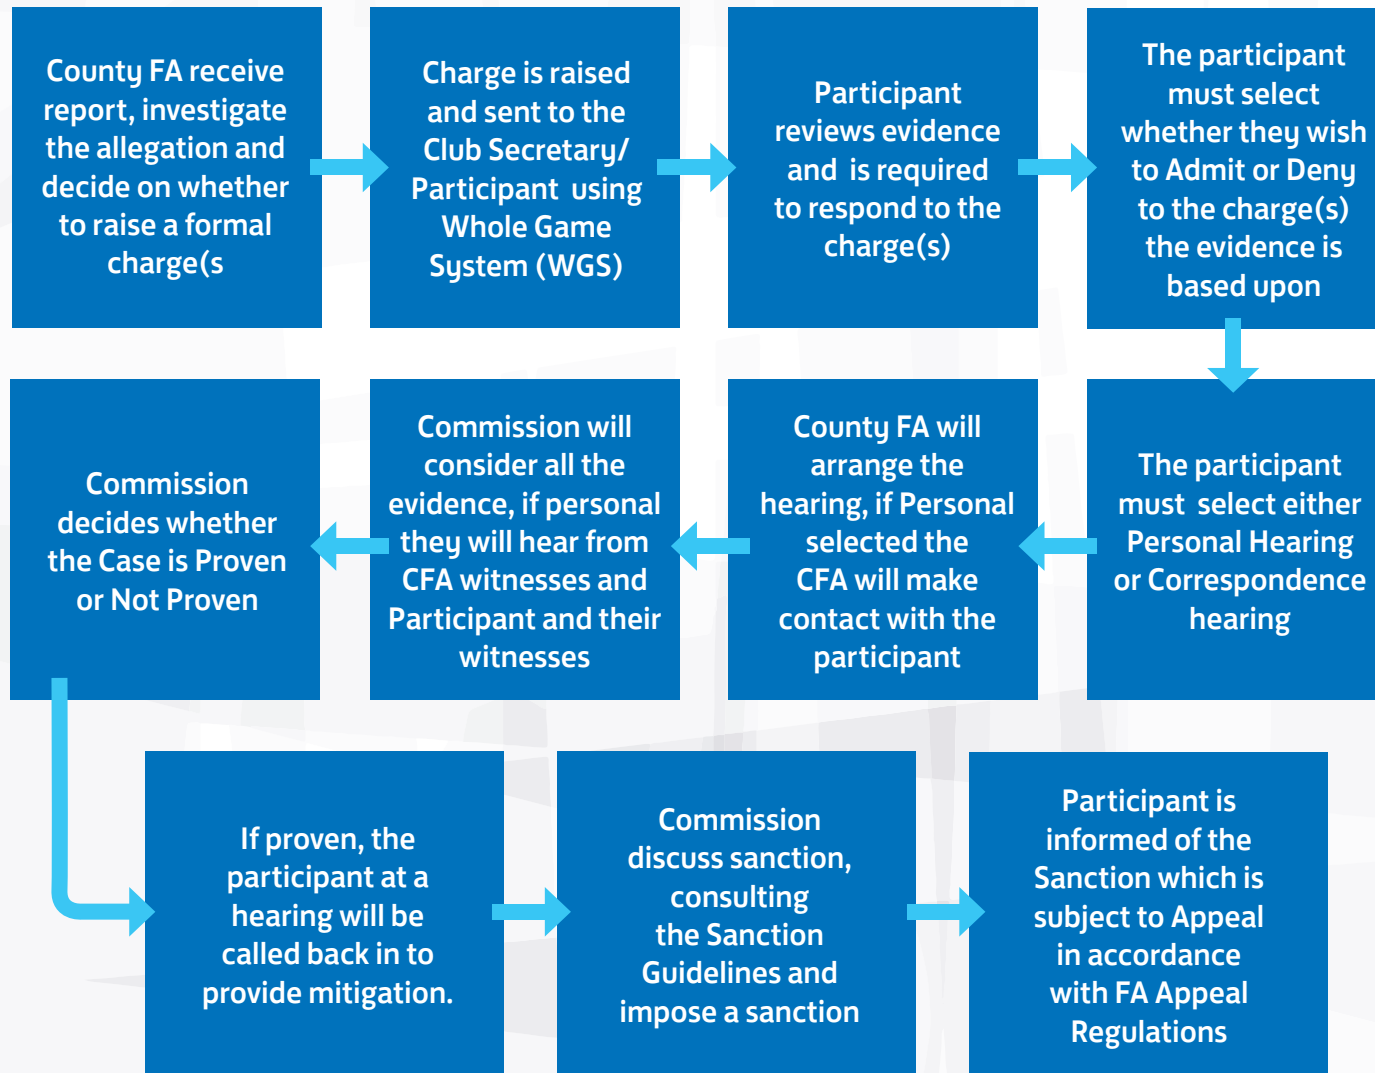 County FA receive
report, investigate
the allegation and
decide on whether
to raise a formal
charge(s
Charge is raised
and sent to the
Club Secretary/
Participant using
Whole Game
System (WGS)
Participant
reviews evidence
and is required
to respond to the
charge(s)
The participant
must select
whether they wish
to Admit or Deny
to the charge(s)
the evidence is
based upon
The participant
must select either
Personal Hearing
or Correspondence
hearing
County FA will
arrange the
hearing, if Personal
selected the
CFA will make
contact with the
participant
Commission will
consider all the
evidence, if personal
they will hear from
CFA witnesses and
Participant and their
witnesses
Commission
decides whether
the Case is Proven
or Not Proven
If proven, the
participant at a
hearing will be
called back in to
provide mitigation.
Commission
discuss sanction,
consulting
the Sanction
Guidelines and
impose a sanction
Participant is
informed of the
Sanction which is
subject to Appeal
in accordance
with FA Appeal
Regulations